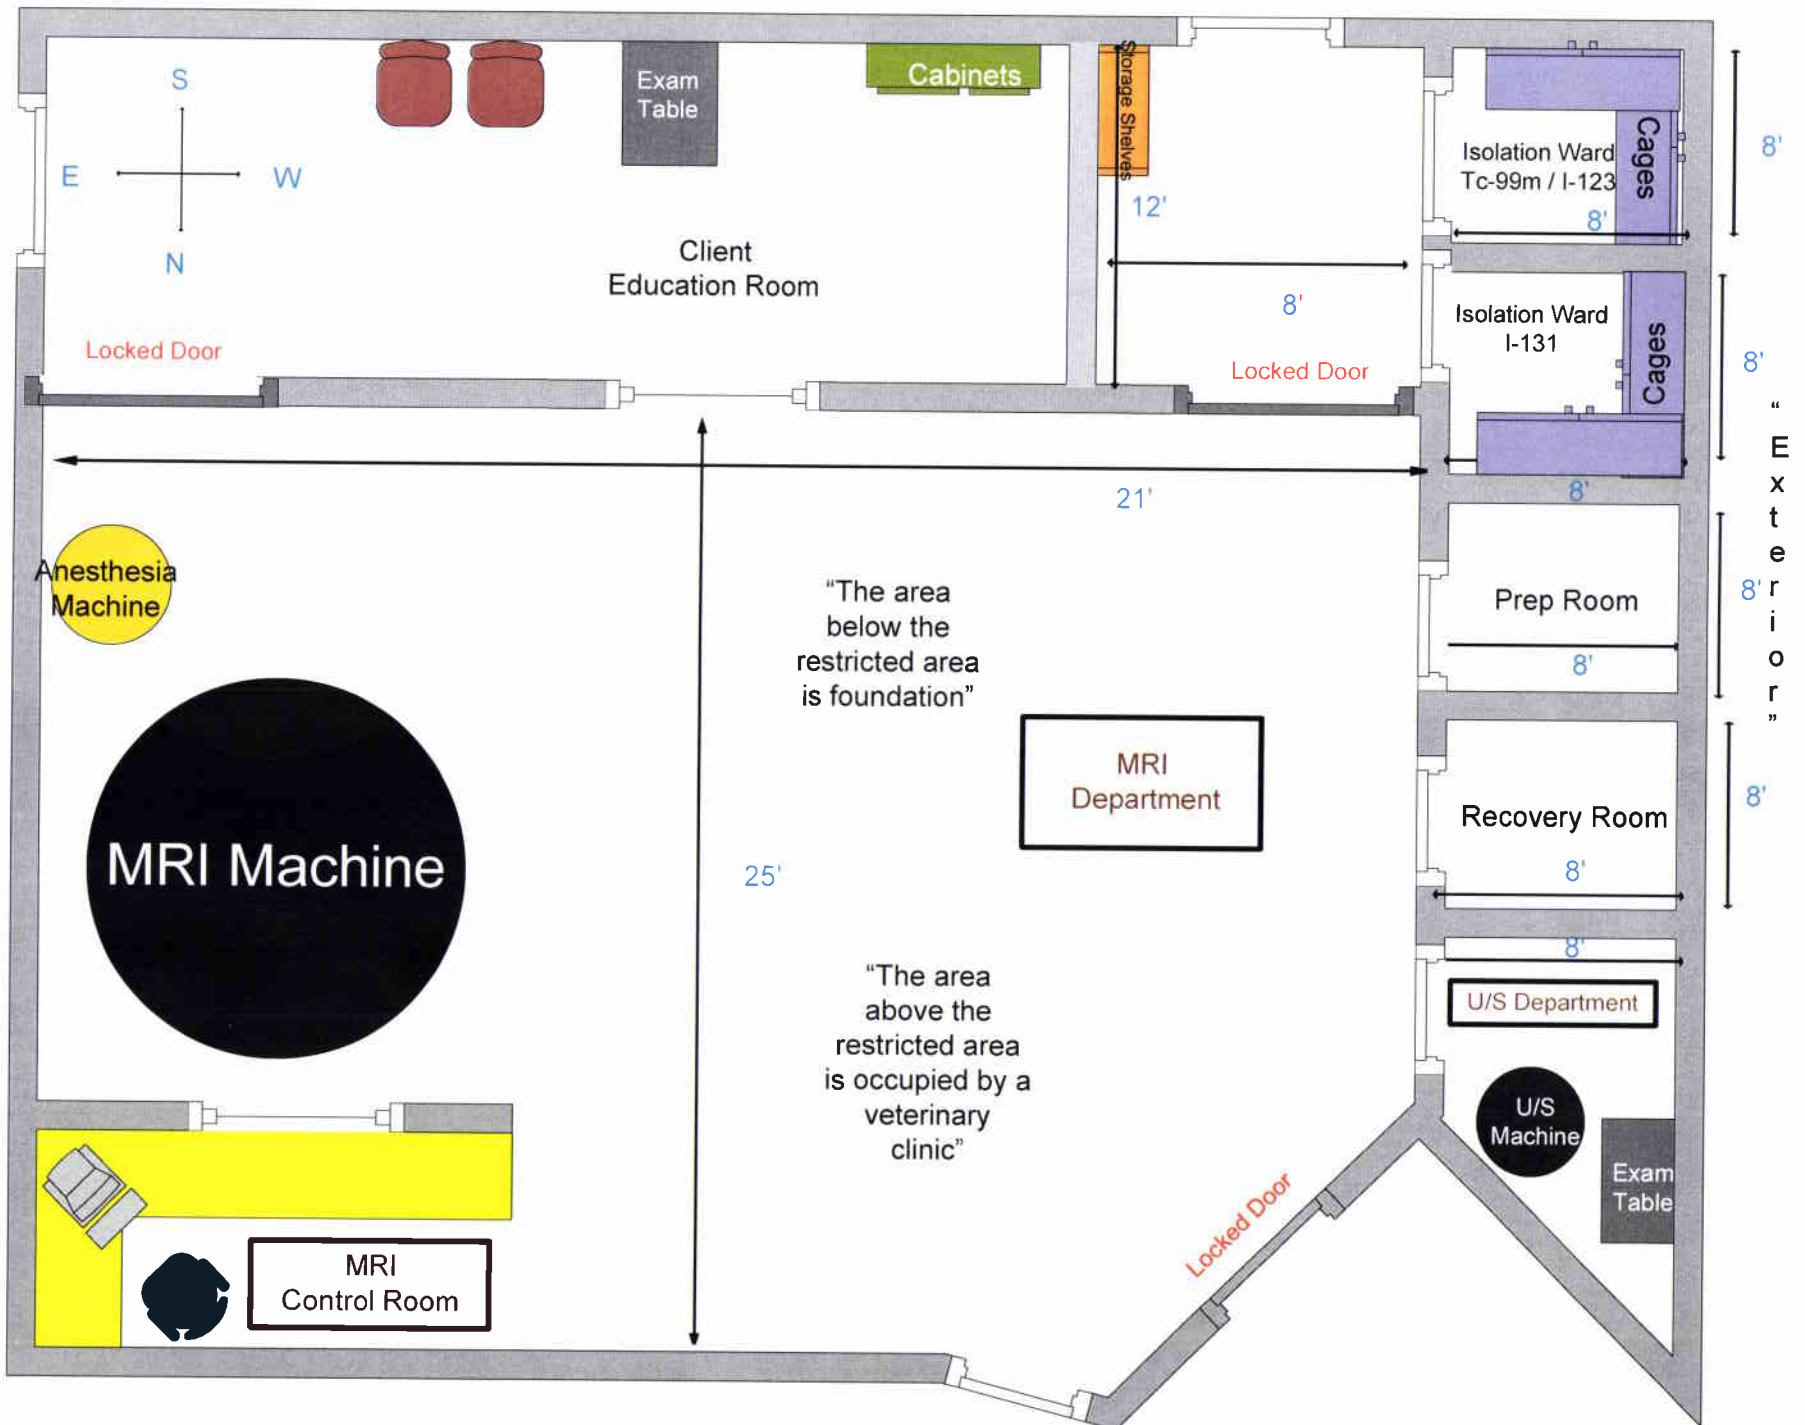 S
E
W
N
Exam
Table
Cabinets
Storage Shelves
12'
8'
Client
Education Room
Locked Door
Locked Door
Isolation Ward
Tc-99m / I-123
Cages
8'
8'
Isolation Ward
I-131
Cages
8'
8'
"Exterior"
21'
Anesthesia
Machine
"The area
below the
restricted area
is foundation"
Prep Room
8'
8'
MRI
Department
MRI Machine
25'
Recovery Room
8'
8'
8'
"The area
above the
restricted area
is occupied by a
veterinary
clinic"
U/S Department
U/S
Machine
Exam
Table
Locked Door
MRI
Control Room